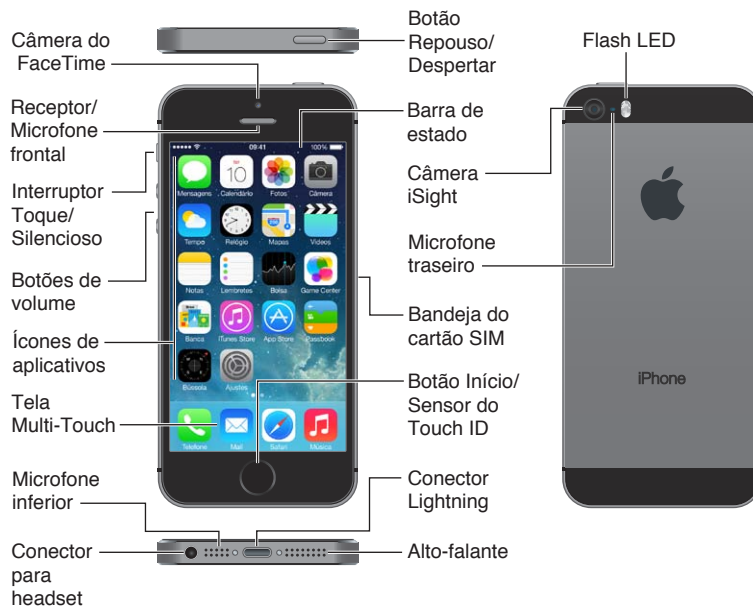 Câmera do
FaceTime
Receptor/
Microfone
frontal
Interruptor
Toque/
Silencioso
Botões de
volume
Ícones de
aplicativos
Tela
Multi-Touch
Microfone
inferior
Conector
para
headset
09:41
100%
Mensagens
Calendário
Fotos
Câmera
10
Tempo
Relógio
Mapas
Vídeos
Notas
Lembretes
Bolsa
Game Center
Banca
iTunes Store
App Store
Passbook
Bússola
Ajustes
Telefone
Mail
Safari
Música
Botão
Repouso/
Despertar
Barra de
estado
Câmera
iSight
Microfone
traseiro
Bandeja do
cartão SIM
Botão Início/
Sensor do
Touch ID
Conector
Lightning
Alto-falante
Flash LED
iPhone